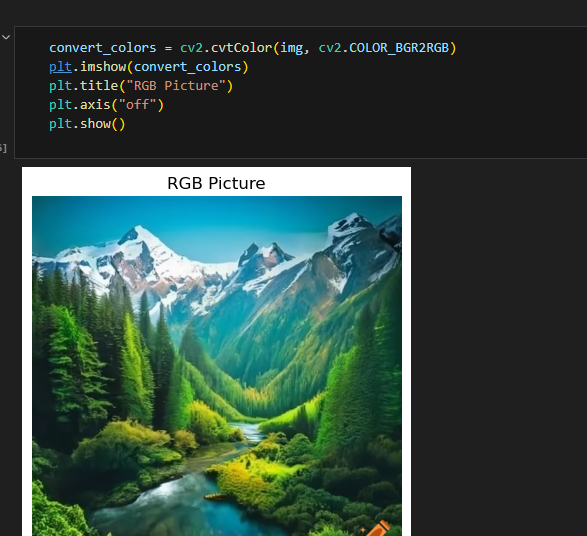 convert_colors = cv2.cvtColor(img, cv2.COLOR_BGR2RGB)
plt.imshow(convert_colors)
plt.title("RGB Picture")
plt.axis("off")
plt.show()
]
RGB Picture